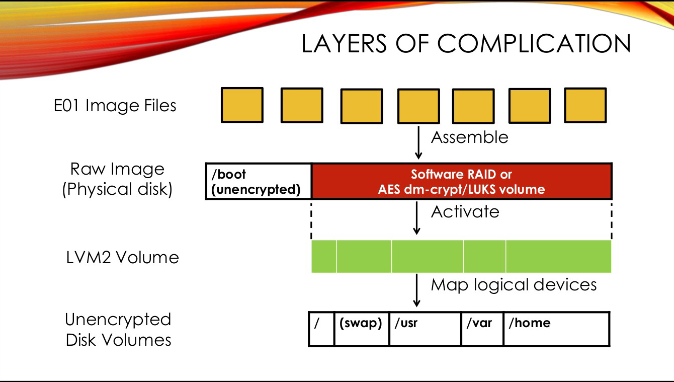 LAYERS OF COMPLICATION
E01 Image Files
Assemble
Raw Image
(Physical disk)
/boot
(unencrypted)
Software RAID or
AES dm-crypt/LUKS volume
Activate
LVM2 Volume
Map logical devices
Unencrypted
Disk Volumes
/
(swap)
/usr
/var
/home